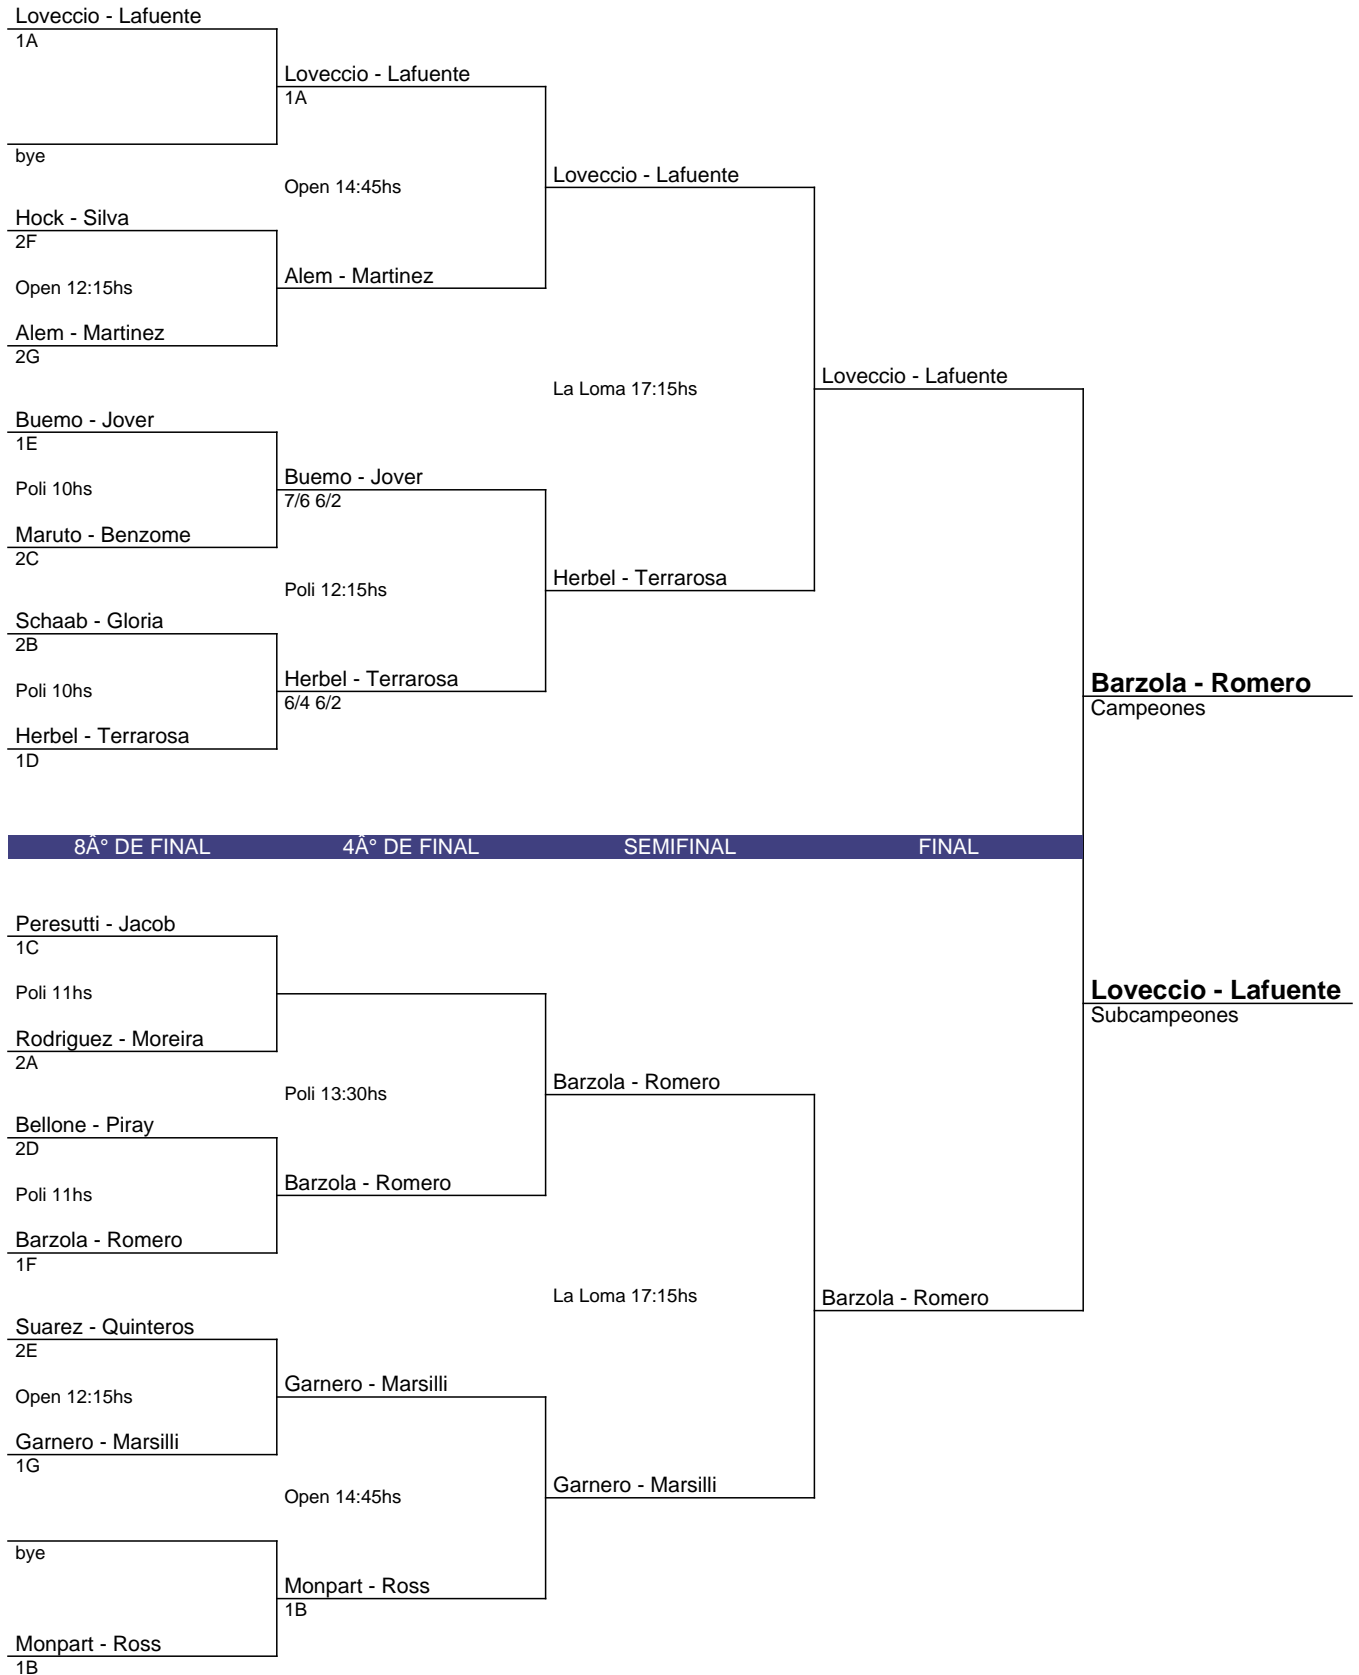 Loveccio - Lafuente
1A
Loveccio - Lafuente
1A
bye
Open 14:45hs
Loveccio - Lafuente
Hock - Silva
2F
Open 12:15hs
Alem - Martinez
Alem - Martinez
2G
La Loma 17:15hs
Loveccio - Lafuente
Buemo - Jover
1E
Poli 10hs
Buemo - Jover
7/6 6/2
Maruto - Benzome
2C
Poli 12:15hs
Herbel - Terrarosa
Schaab - Gloria
2B
Poli 10hs
Herbel - Terrarosa
6/4 6/2
Herbel - Terrarosa
1D
Barzola - Romero
Campeones
8Â° DE FINAL 4Â° DE FINAL SEMIFINAL FINAL
Peresutti - Jacob
1C
Poli 11hs
Rodriguez - Moreira
2A
Loveccio - Lafuente
Subcampeones
Poli 13:30hs
Barzola - Romero
Bellone - Piray
2D
Poli 11hs
Barzola - Romero
Barzola - Romero
1F
La Loma 17:15hs
Barzola - Romero
Suarez - Quinteros
2E
Open 12:15hs
Garnero - Marsilli
Garnero - Marsilli
1G
Open 14:45hs
Garnero - Marsilli
bye
Monpart - Ross
1B
Monpart - Ross
1B